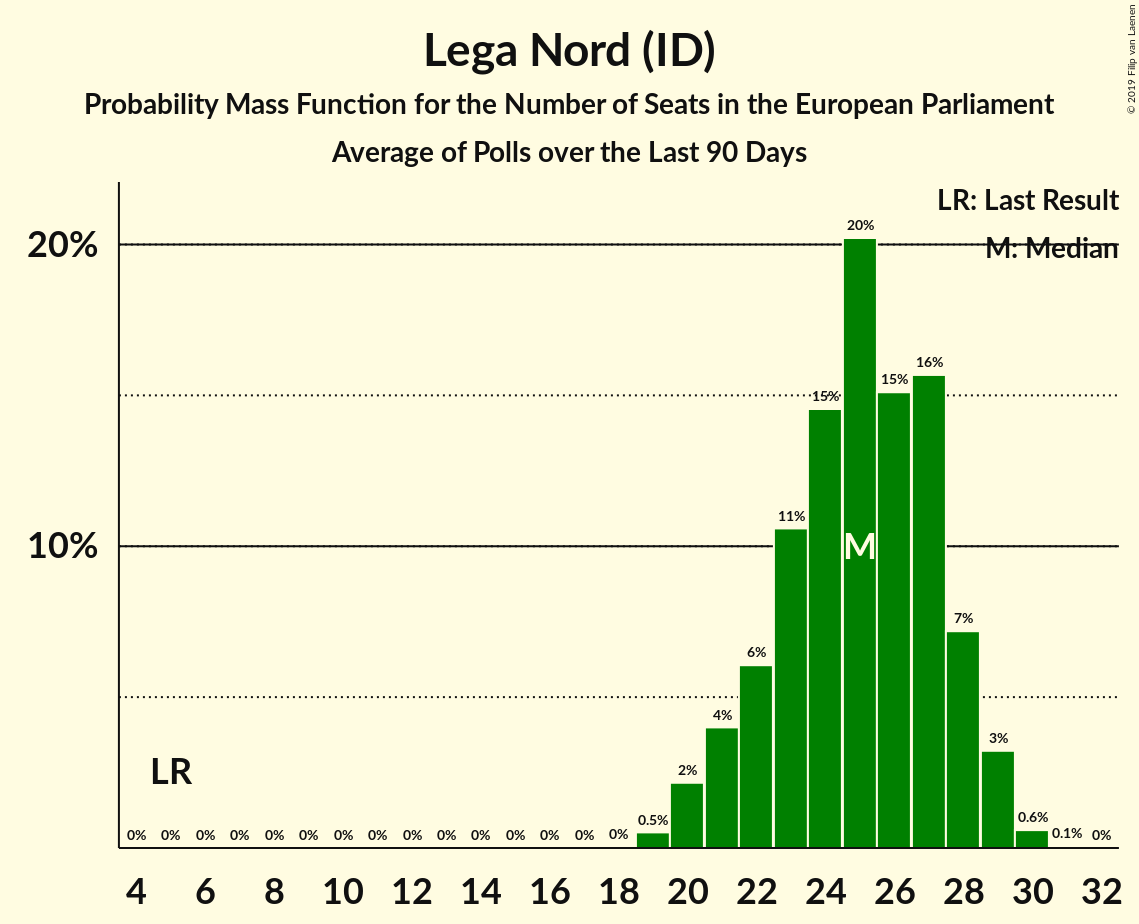 Lega Nord (ID)
Probability Mass Function for the Number of Seats in the European Parliament
Average of Polls over the Last 90 Days
© 2019 Filip van Laenen
LR: Last Result
M: Median
20%
10%
20%
16%
15%
15%
11%
M
7%
6%
4%
3%
2%
LR
0% 0% 0% 0% 0% 0% 0% 0% 0% 0% 0% 0% 0% 0% 0% 0.5% 0.6% 0.1% 0%
4 6 8 10 12 14 16 18 20 22 24 26 28 30 32